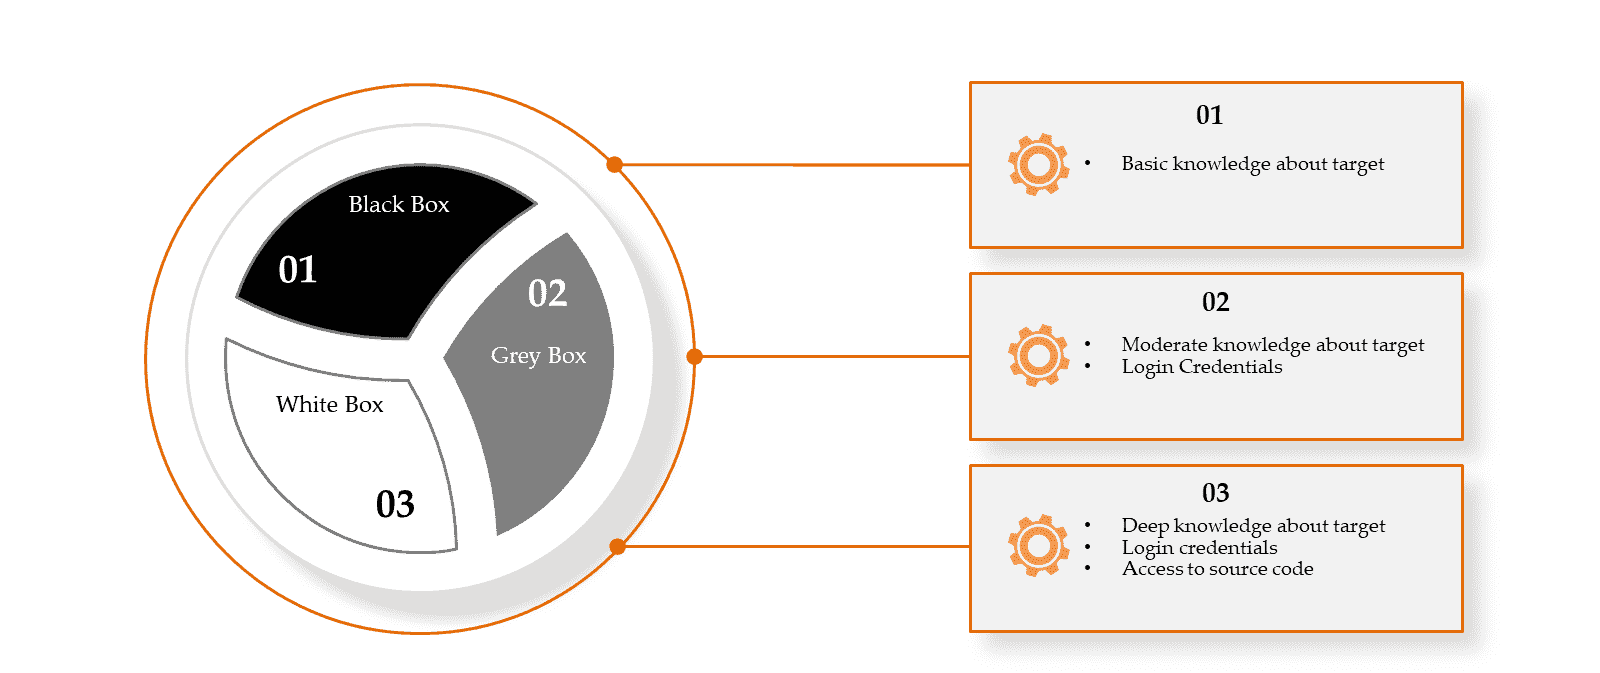 Black Box
01
02
Grey Box
White Box
03
01
• Basic knowledge about target
02
• Moderate knowledge about target
• Login Credentials
03
• Deep knowledge about target
• Login credentials
• Access to source code